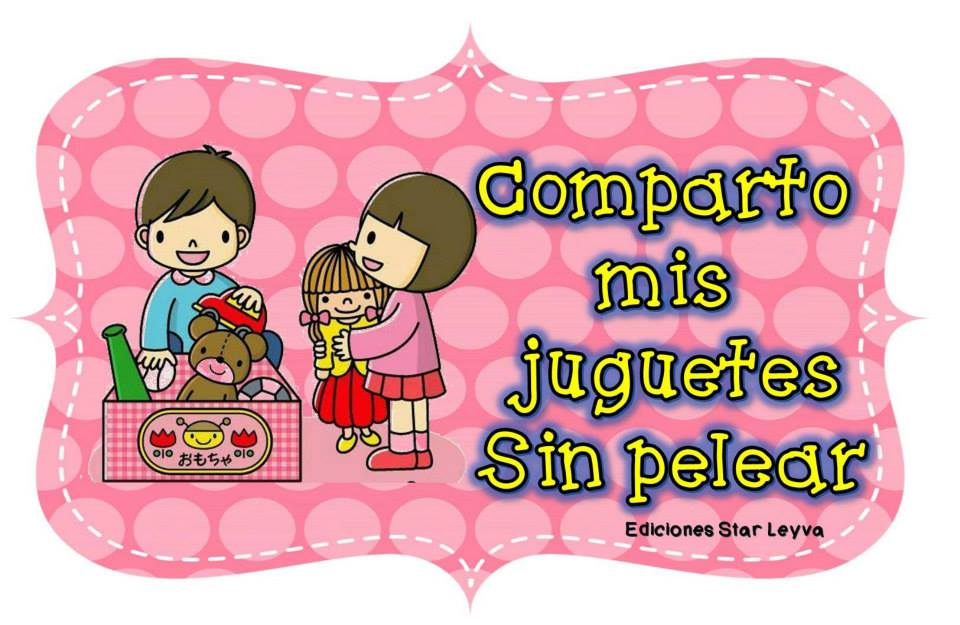 Comparto
mis
juguetes
Sin pelear
Ediciones Star Leyva
おもちゃ